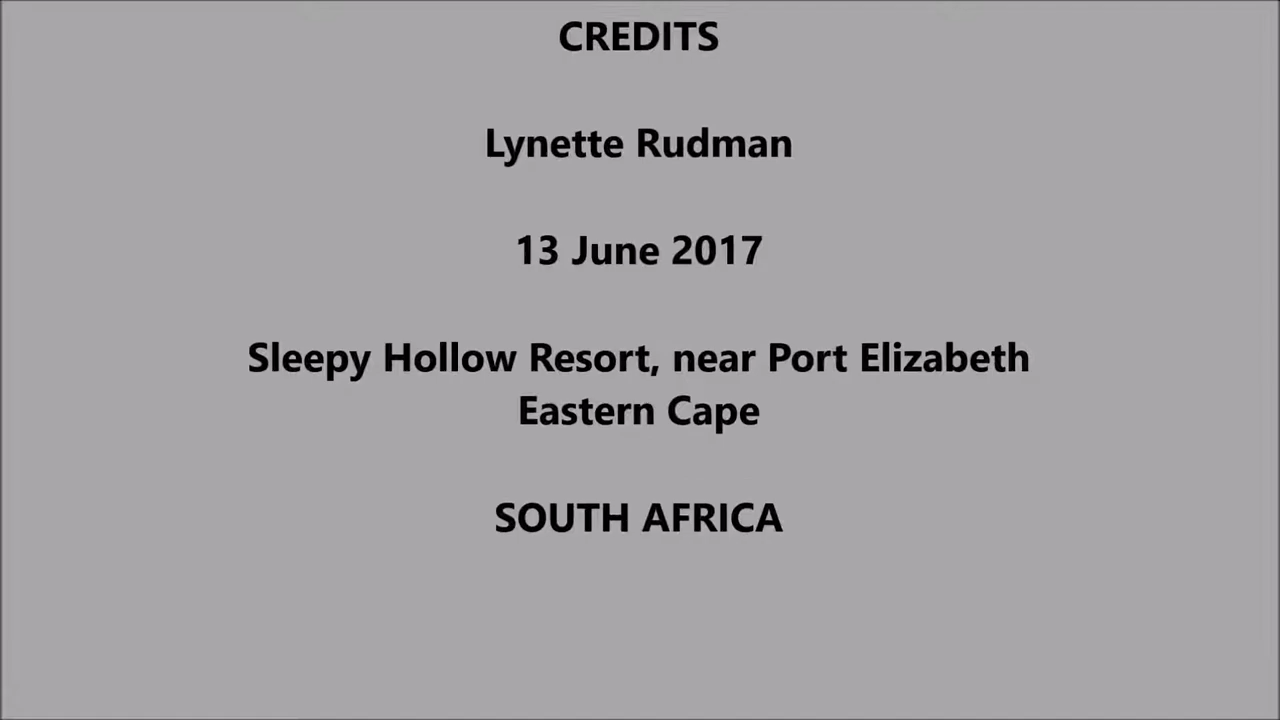 CREDITS
Lynette Rudman
13 June 2017
Sleepy Hollow Resort, near Port Elizabeth
Eastern Cape
SOUTH AFRICA